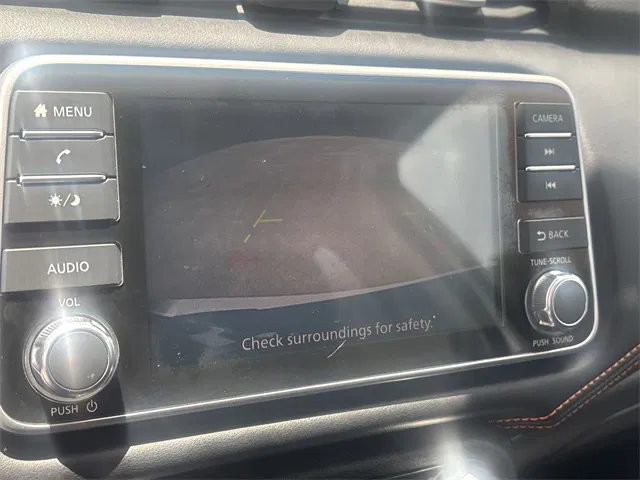 MENU
AUDIO
VOL
PUSH
Check surroundings for safety.
CAMERA
BACK
TUNE·SCROLL
PUSH SOUND